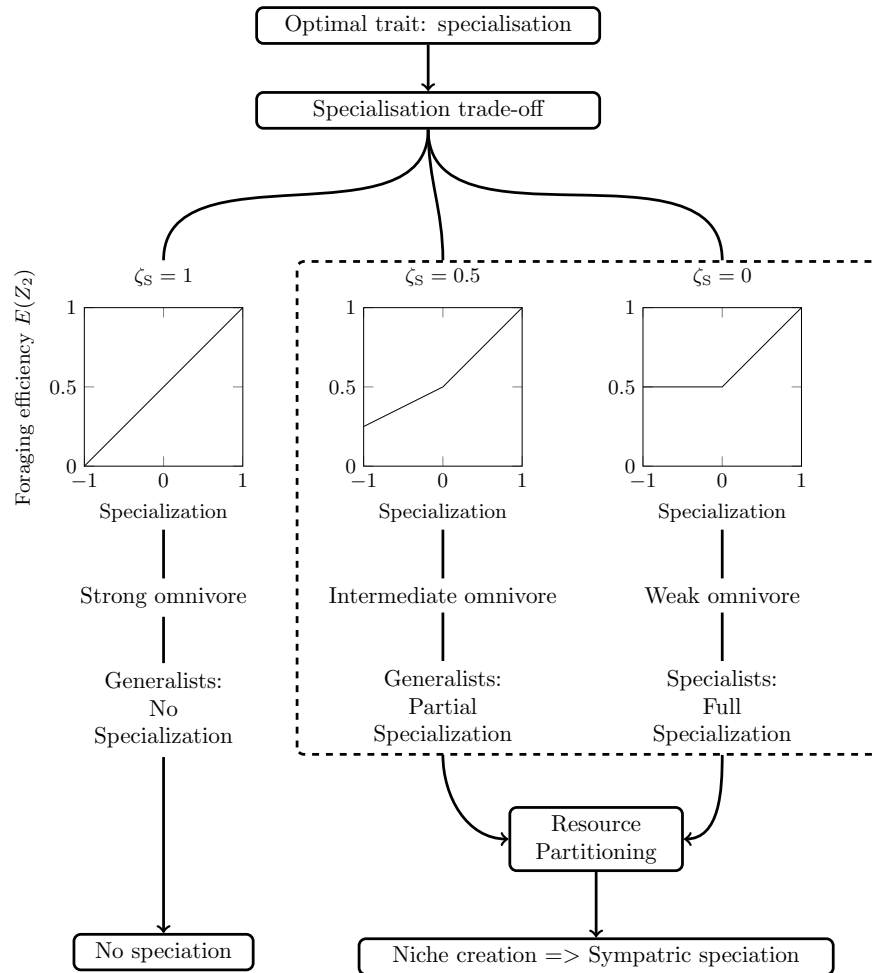 Optimal trait: specialisation
Specialisation trade-off
ζS = 1
ζS = 0.5
ζS = 0
Foraging efficiency E(Z2)
1
0.5
0
−1
0
1
Specialization
1
0.5
0
−1
0
1
Specialization
1
0.5
0
−1
0
1
Specialization
Strong omnivore
Intermediate omnivore
Weak omnivore
Generalists:
No
Specialization
Generalists:
Partial
Specialization
Specialists:
Full
Specialization
Resource
Partitioning
No speciation
Niche creation => Sympatric speciation